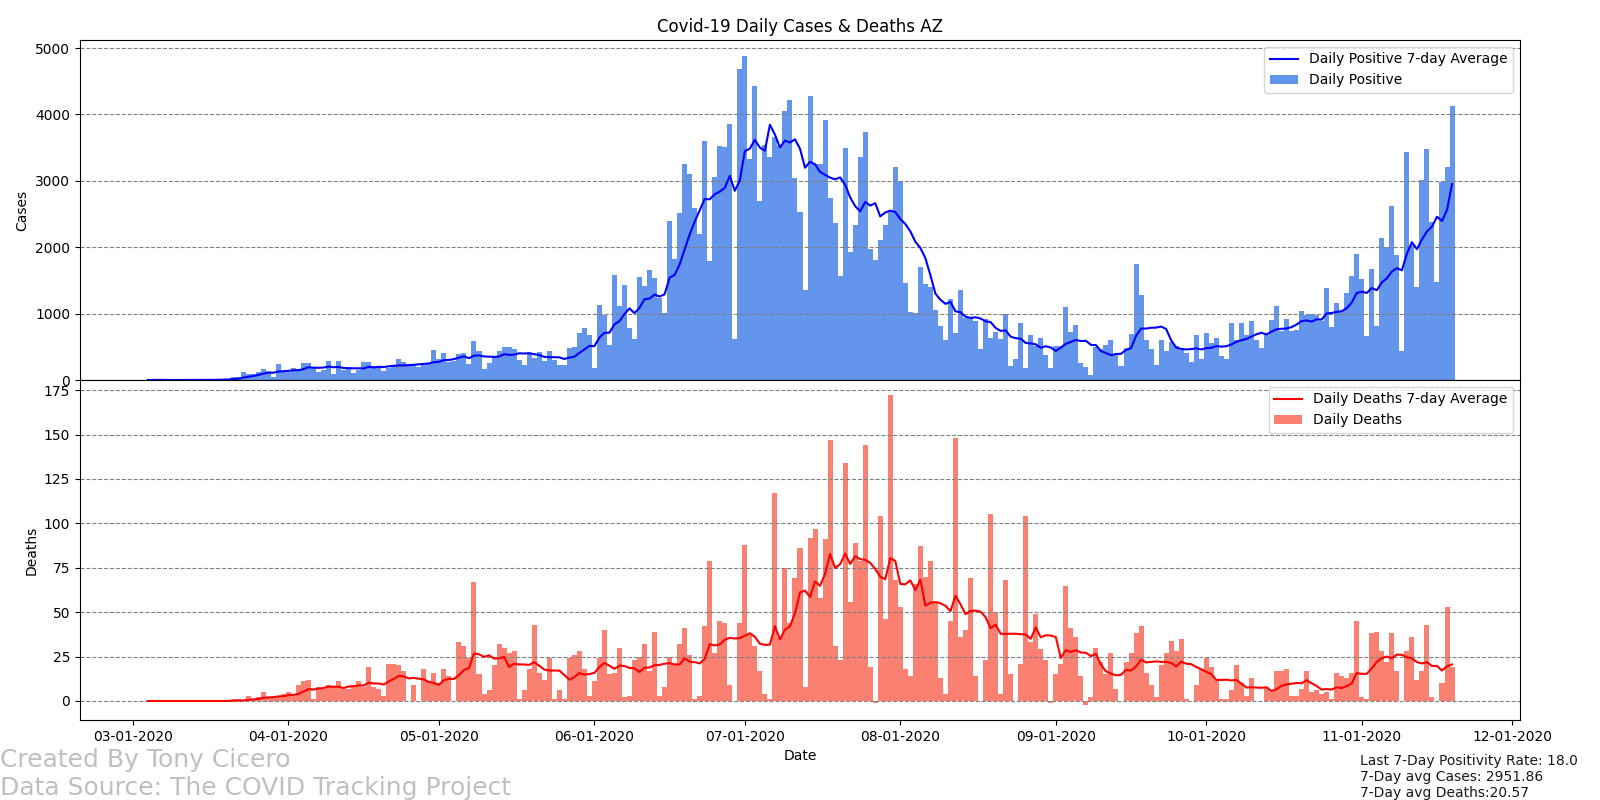 Covid-19 Daily Cases & Deaths AZ
5000
4000
3000
2000
1000
0
Cases
Daily Positive 7-day Average
Daily Positive
175
150
125
100
75
50
25
0
Deaths
Daily Deaths 7-day Average
Daily Deaths
03-01-2020
04-01-2020
05-01-2020
06-01-2020
07-01-2020
08-01-2020
09-01-2020
10-01-2020
11-01-2020
12-01-2020
Date
Created By Tony Cicero
Data Source: The COVID Tracking Project
Last 7-Day Positivity Rate: 18.0
7-Day avg Cases: 2951.86
7-Day avg Deaths:20.57